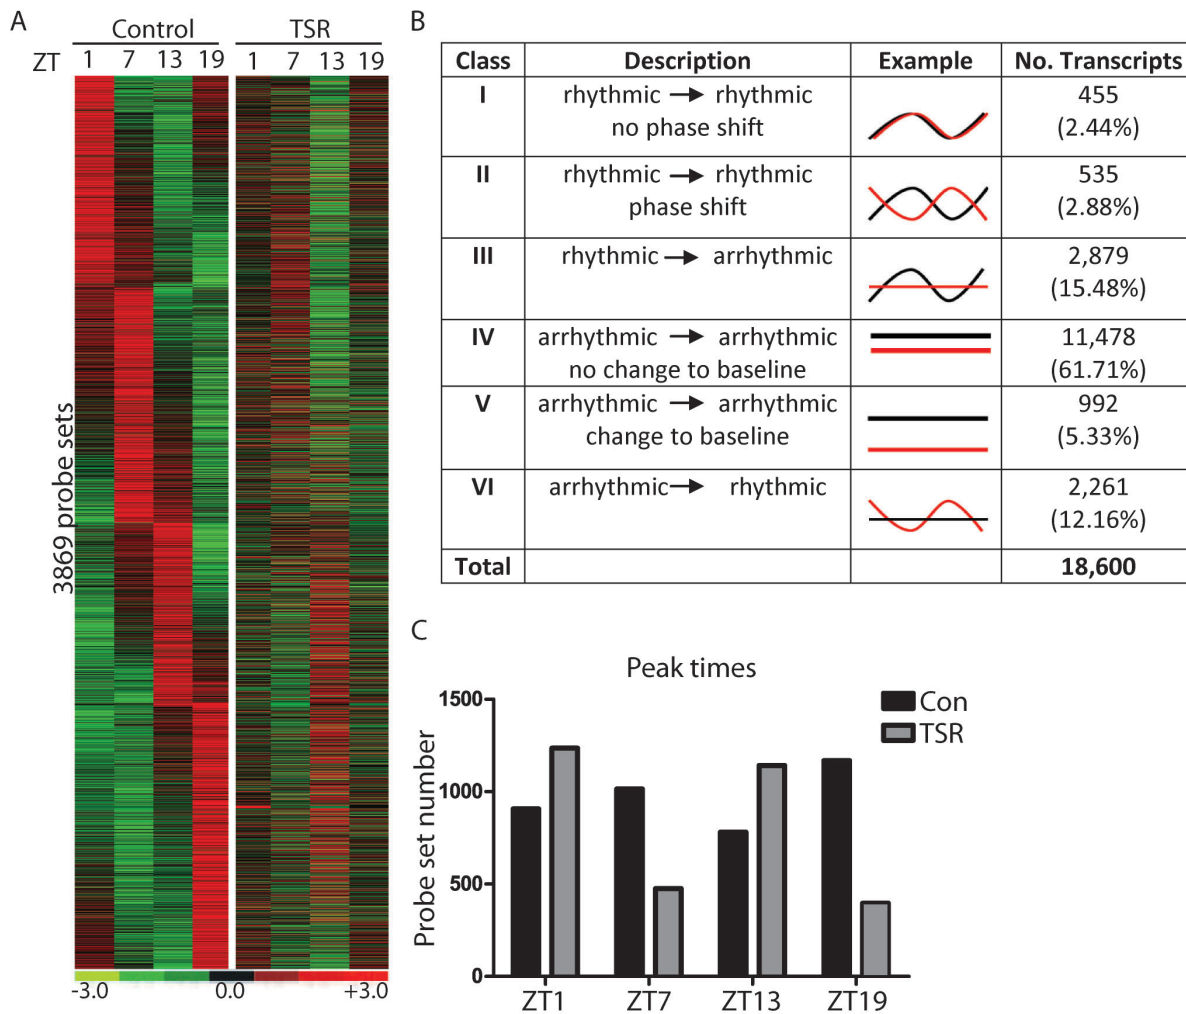 A
Control TSR
ZT 1 7 13 19 1 7 13 19
3869 probe sets
-3.0 0.0 +3.0
B
Class Description Example No. Transcripts
I rhythmic → rhythmic 455
no phase shift (2.44%)
II rhythmic → rhythmic 535
phase shift (2.88%)
III rhythmic → arrhythmic 2,879
(15.48%)
IV arrhythmic → arrhythmic 11,478
no change to baseline (61.71%)
V arrhythmic → arrhythmic 992
change to baseline (5.33%)
VI arrhythmic → rhythmic 2,261
(12.16%)
Total 18,600
C
Peak times
Con
TSR
Probe set number
1500
1000
500
0
ZT1 ZT7 ZT13 ZT19